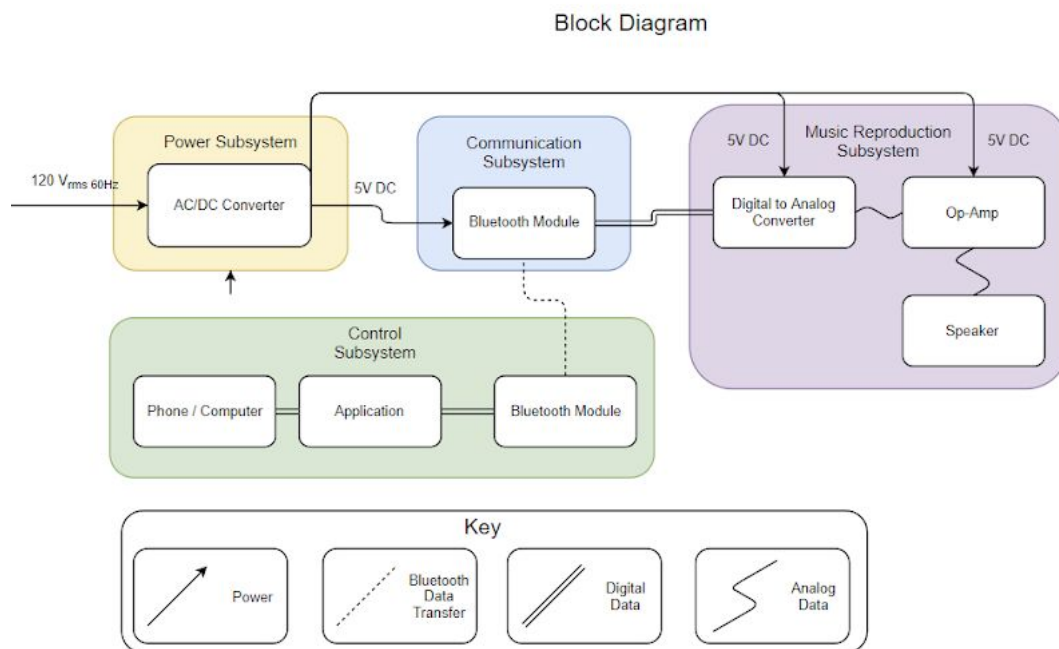 Block Diagram
Power Subsystem
120 Vrms 60Hz
AC/DC Converter
5V DC
Communication
Subsystem
Bluetooth Module
Music Reproduction
Subsystem
5V DC
5V DC
Digital to Analog
Converter
Op-Amp
Speaker
Control
Subsystem
Phone / Computer
Application
Bluetooth Module
Key
Power
Bluetooth
Data
Transfer
Digital
Data
Analog
Data